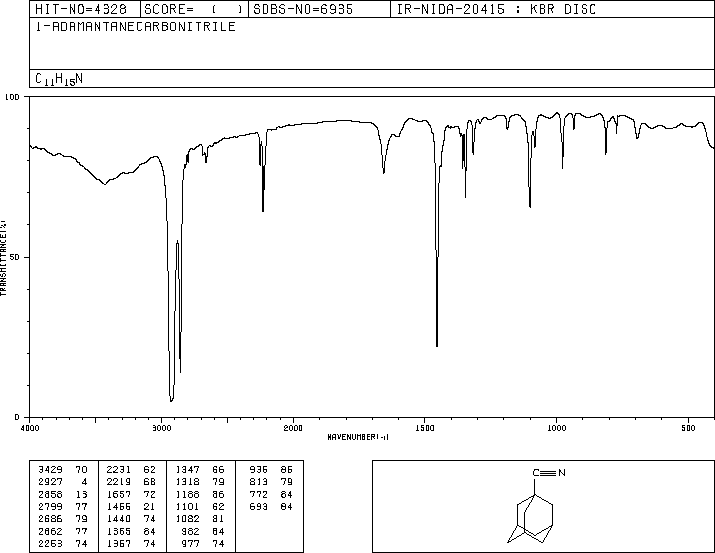 HIT-NO=4328 SCORE= ( ) SDBS-NO=6935 IR-NIDA-20415 : KBR DISC
1-ADAMANTANECARBONITRILE
C11H15N
100
50
0
TRANSMITTANCE(%)
4000 3000 2000 1500 1000 500
WAVENUMBER(-1)
3429 70 2231 62 1347 66 936 86
2927 4 2219 68 1318 79 813 79
2858 13 1657 72 1188 86 772 84
2799 77 1456 21 1101 62 693 84
2686 79 1440 74 1082 81
2662 77 1365 84 982 84
2253 74 1357 74 977 74
C≡N